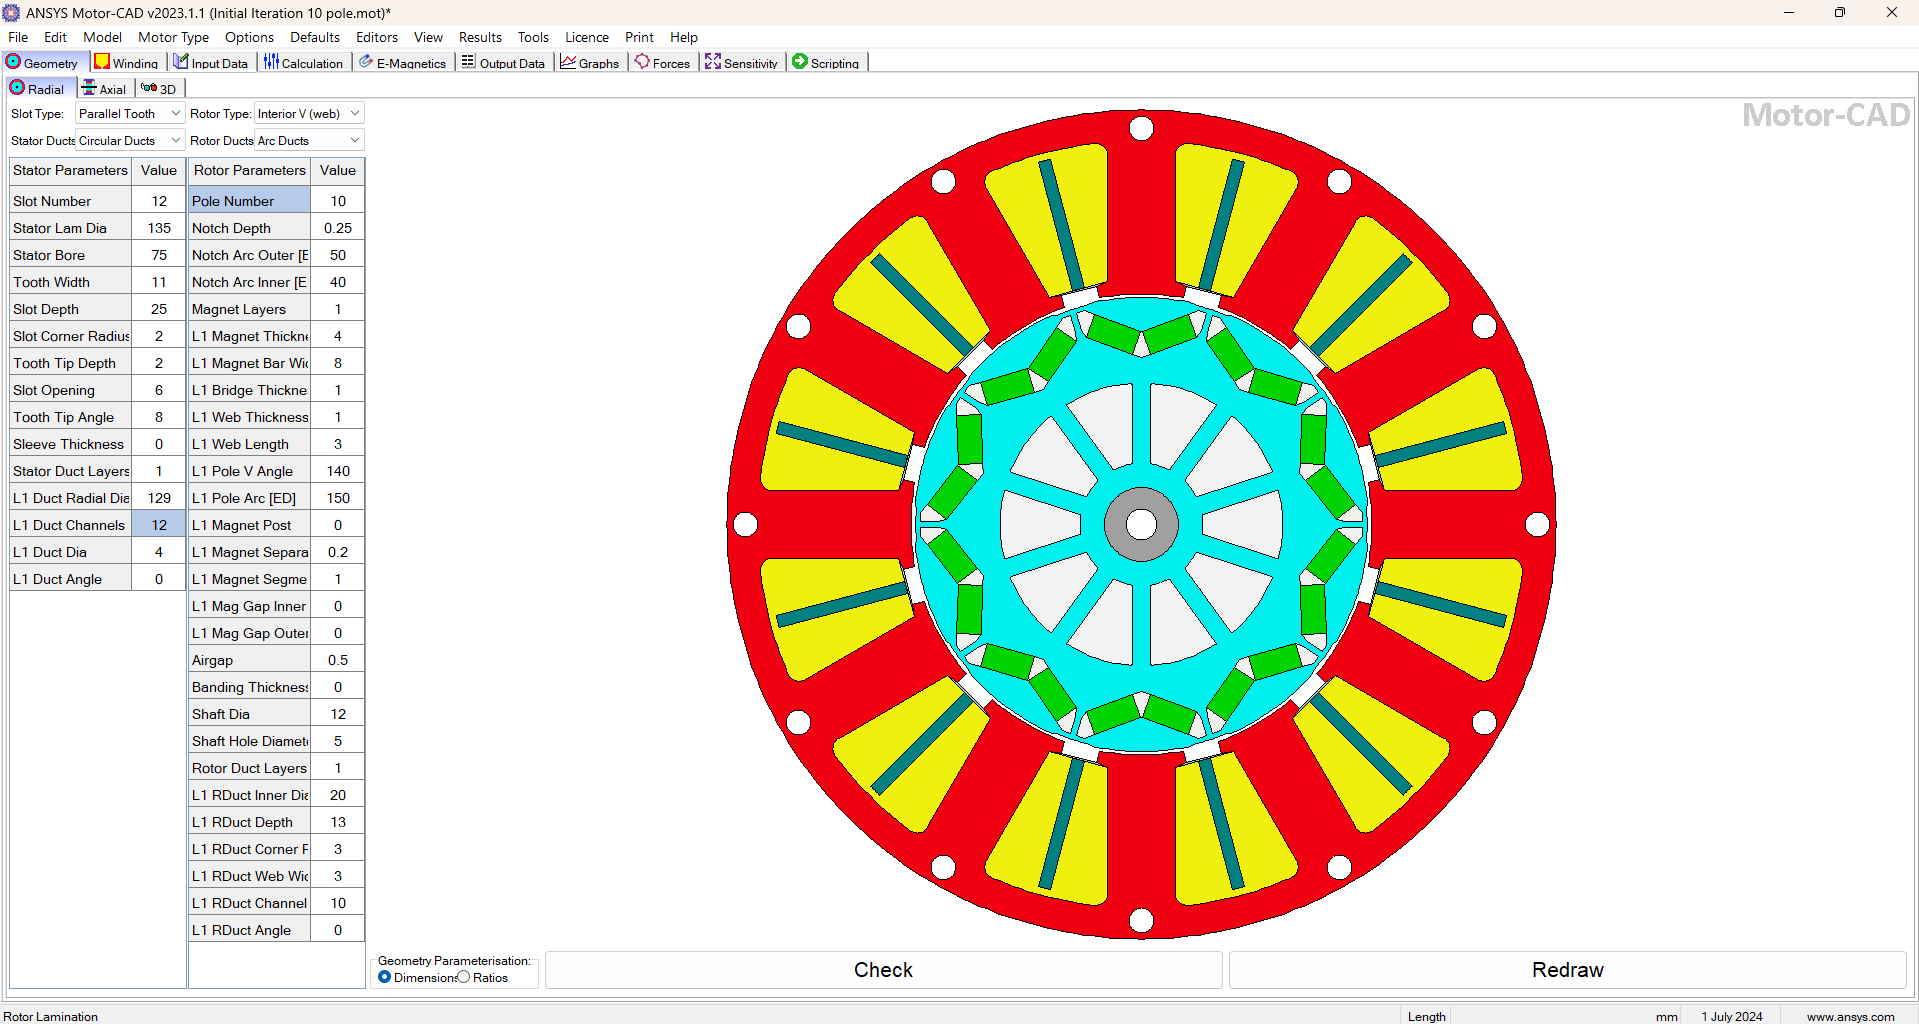 ANSYS Motor-CAD v2023.1.1 (Initial Iteration 10 pole.mot)*
File Edit Model Motor Type Options Defaults Editors View Results Tools Licence Print Help
Geometry Winding Input Data Calculation E-Magnetics Output Data Graphs Forces Sensitivity Scripting
Radial Axial 3D
Slot Type: Parallel Tooth Rotor Type: Interior V (web)
Stator Ducts Circular Ducts Rotor Ducts Arc Ducts
Motor-CAD
Stator Parameters Value Rotor Parameters Value
Slot Number 12 Pole Number 10
Stator Lam Dia 135 Notch Depth 0.25
Stator Bore 75 Notch Arc Outer [E 50
Tooth Width 11 Notch Arc Inner [E 40
Slot Depth 25 Magnet Layers 1
Slot Corner Radius 2 L1 Magnet Thickne 4
Tooth Tip Depth 2 L1 Magnet Bar Wi 8
Slot Opening 6 L1 Bridge Thickne 1
Tooth Tip Angle 8 L1 Web Thickness 1
Sleeve Thickness 0 L1 Web Length 3
Stator Duct Layers 1 L1 Pole V Angle 140
L1 Duct Radial Dia 129 L1 Pole Arc [ED] 150
L1 Duct Channels 12 L1 Magnet Post 0
L1 Duct Dia 4 L1 Magnet Separa 0.2
L1 Duct Angle 0 L1 Magnet Segme 1
L1 Mag Gap Inner 0
L1 Mag Gap Outer 0
Airgap 0.5
Banding Thickness 0
Shaft Dia 12
Shaft Hole Diamet 5
Rotor Duct Layers 1
L1 RDuct Inner Dia 20
L1 RDuct Depth 13
L1 RDuct Corner F 3
L1 RDuct Web Wi 3
L1 RDuct Channel 10
L1 RDuct Angle 0
Geometry Parameterisation:
Dimensions Ratios
Check Redraw
Rotor Lamination Length mm 1 July 2024 www.ansys.com